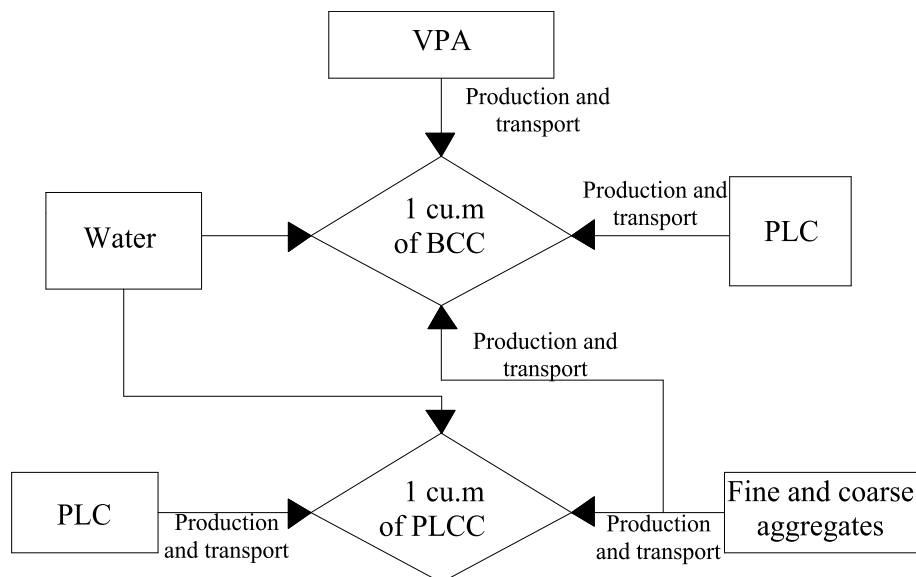 VPA
Production and
transport
Water
1 cu.m
of BCC
Production and
transport
PLC
Production and
transport
PLC
Production
and transport
1 cu.m
of PLCC
Production
and transport
Fine and coarse
aggregates